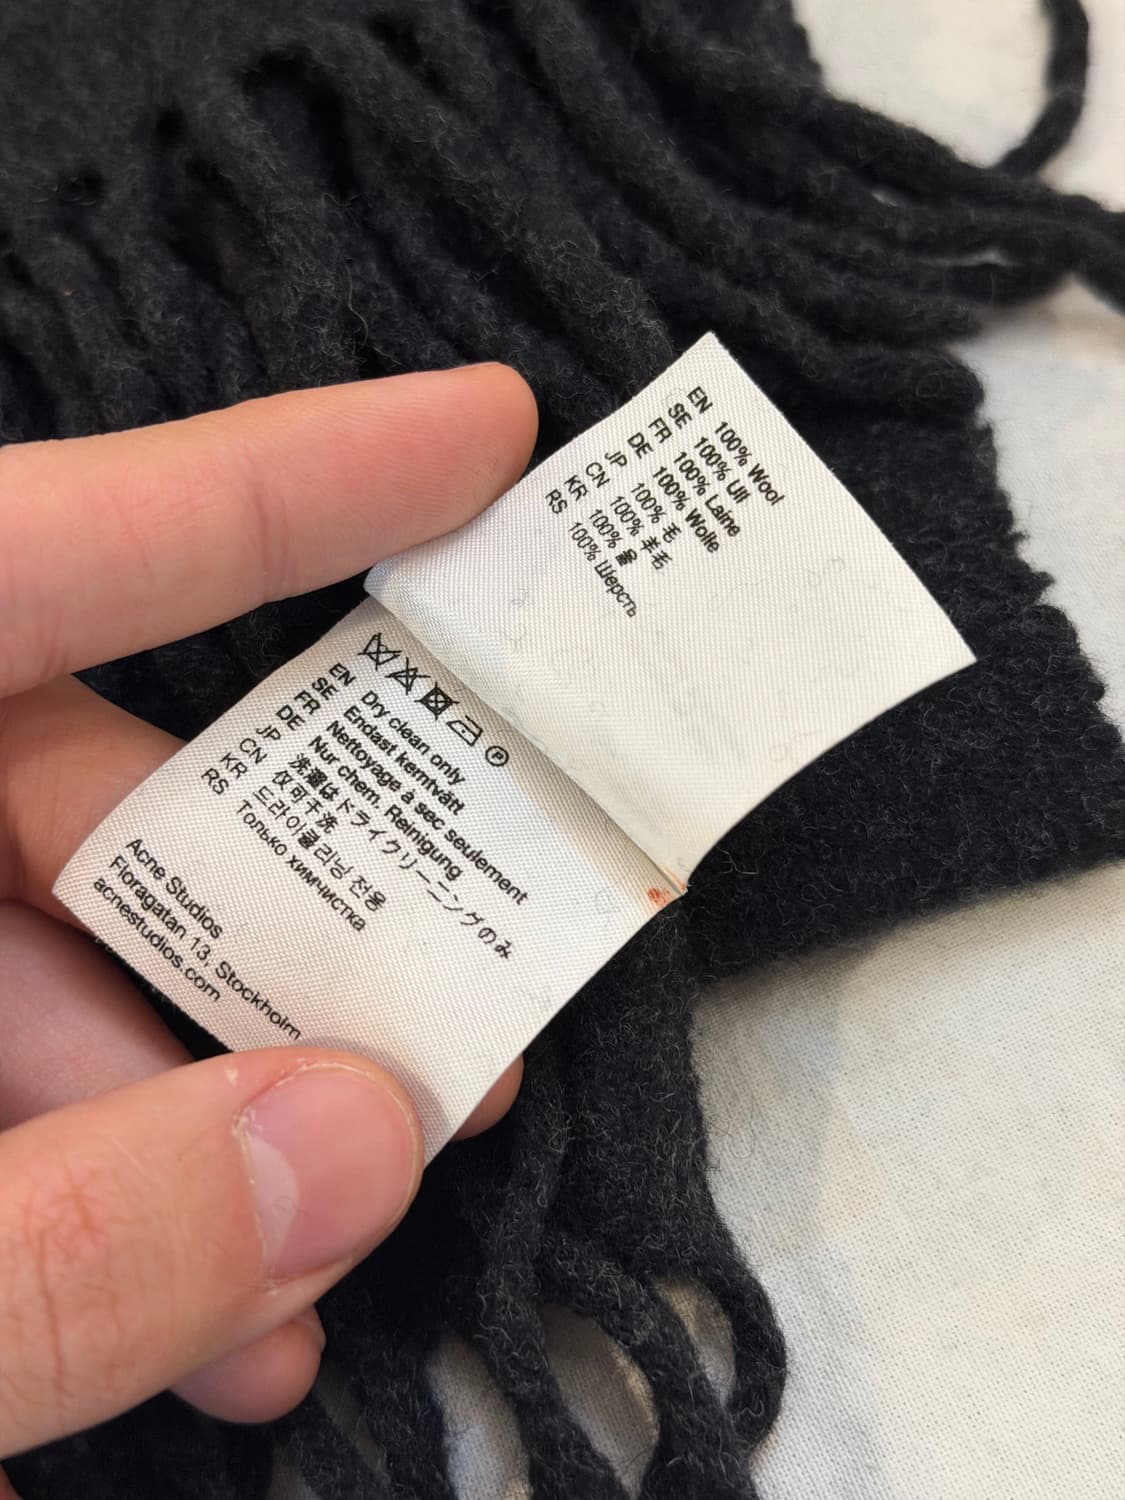 EN 100% Wool
SE 100% Ull
FR 100% Laine
DE 100% Wolle
JP 100% 毛
CN 100% 羊毛
KR 100% 울
RS 100% Шерсть
P
EN Dry clean only
SE Endast kemtvätt
FR Nettoyage à sec seulement
DE Nur chem. Reinigung
JP 洗濯はドライクリーニングのみ
CN 仅可干洗
KR 드라이클리닝 전용
RS Только химчистка
Acne Studios
Floragatan 13, Stockholm
acnestudios.com